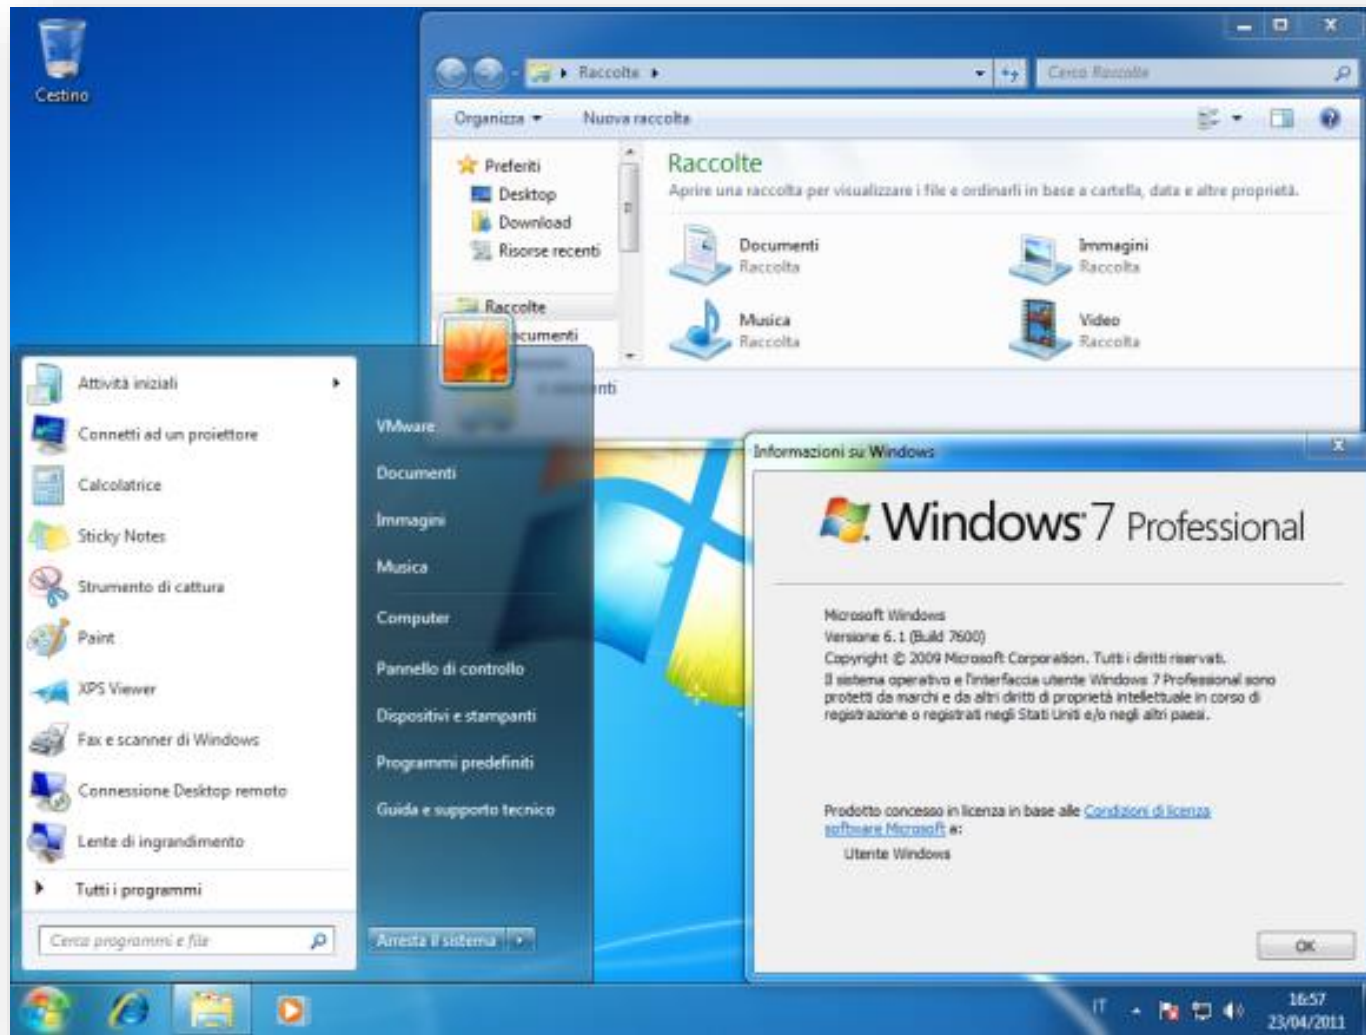 Cestino
Raccolte
Cerca Raccolte
Organizza
Nuova raccolta
Preferiti
Desktop
Download
Risorse recenti
Raccolte
Raccolte
Aprire una raccolta per visualizzare i file e ordinarli in base a cartella, data e altre proprietà.
Documenti
Raccolta
Immagini
Raccolta
Musica
Raccolta
Video
Raccolta
Attività iniziali
Connetti ad un proiettore
Calcolatrice
Sticky Notes
Strumento di cattura
Paint
XPS Viewer
Fax e scanner di Windows
Connessione Desktop remoto
Lente di ingrandimento
Tutti i programmi
Cerca programmi e file
VMware
Documenti
Immagini
Musica
Computer
Pannello di controllo
Dispositivi e stampanti
Programmi predefiniti
Guida e supporto tecnico
Arresta il sistema
Informazioni su Windows
Windows 7 Professional
Microsoft Windows
Versione 6.1 (Build 7600)
Copyright © 2009 Microsoft Corporation. Tutti i diritti riservati.
Il sistema operativo e l'interfaccia utente Windows 7 Professional sono
protetti da marchi e da altri diritti di proprietà intellettuale in corso di
registrazione o registrati negli Stati Uniti e/o negli altri paesi.
Prodotto concesso in licenza in base alle Condizioni di licenza
software Microsoft a:
Utente Windows
OK
IT
16:57
23/04/2011